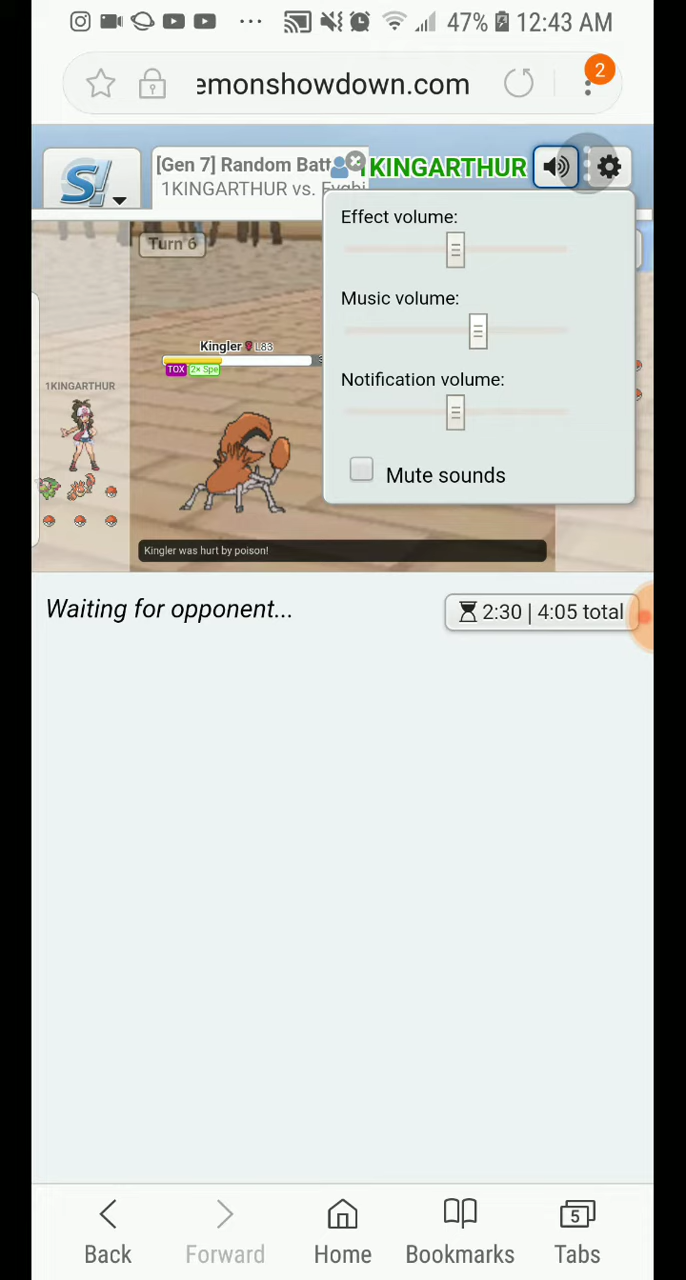 47% 12:43 AM
emonshowdown.com
2
[Gen 7] Random Batt
KINGARTHUR
1KINGARTHUR vs. Fyghi
Effect volume:
Turn 6
Music volume:
Kingler L83
TOX 2× Spe
Notification volume:
1KINGARTHUR
Mute sounds
Kingler was hurt by poison!
Waiting for opponent...
2:30 | 4:05 total
5
Back Forward Home Bookmarks Tabs